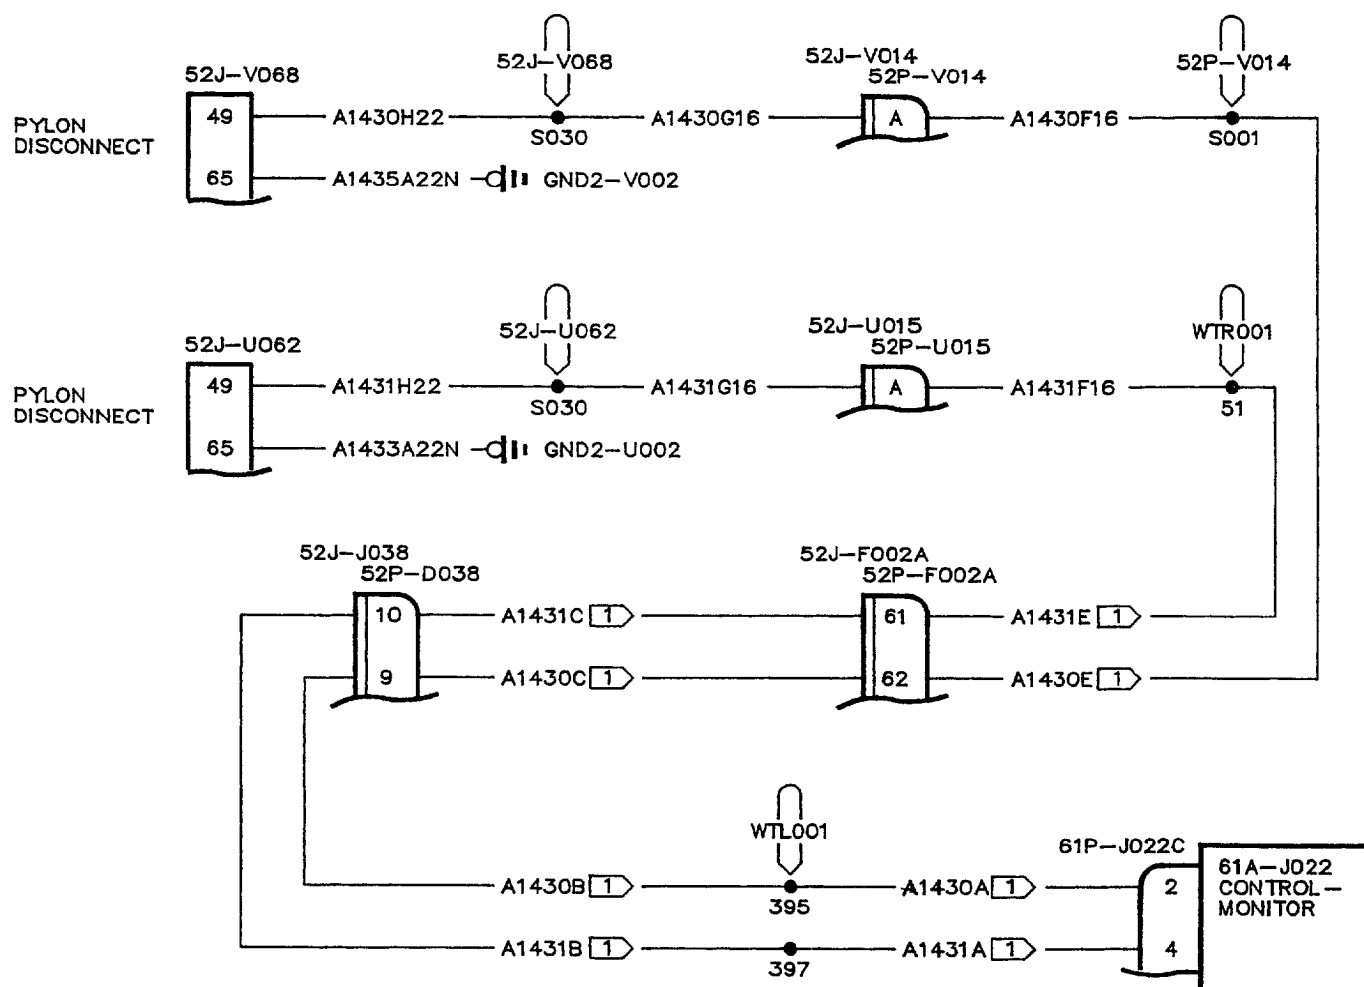 52J-V068
52J-V068
52J-V014
52P-V014
52P-V014
PYLON
DISCONNECT
49
A1430H22
S030
A1430G16
A
A1430F16
S001
65
A1435A22N
GND2-V002
52J-U062
52J-U062
52J-U015
52P-U015
WTR001
PYLON
DISCONNECT
49
A1431H22
S030
A1431G16
A
A1431F16
51
65
A1433A22N
GND2-U002
52J-J038
52P-D038
52J-F002A
52P-F002A
10
A1431C 1
61
A1431E 1
9
A1430C 1
62
A1430E 1
WTL001
61P-J022C
61A-J022
CONTROL-
MONITOR
A1430B 1
395
A1430A 1
2
A1431B 1
397
A1431A 1
4